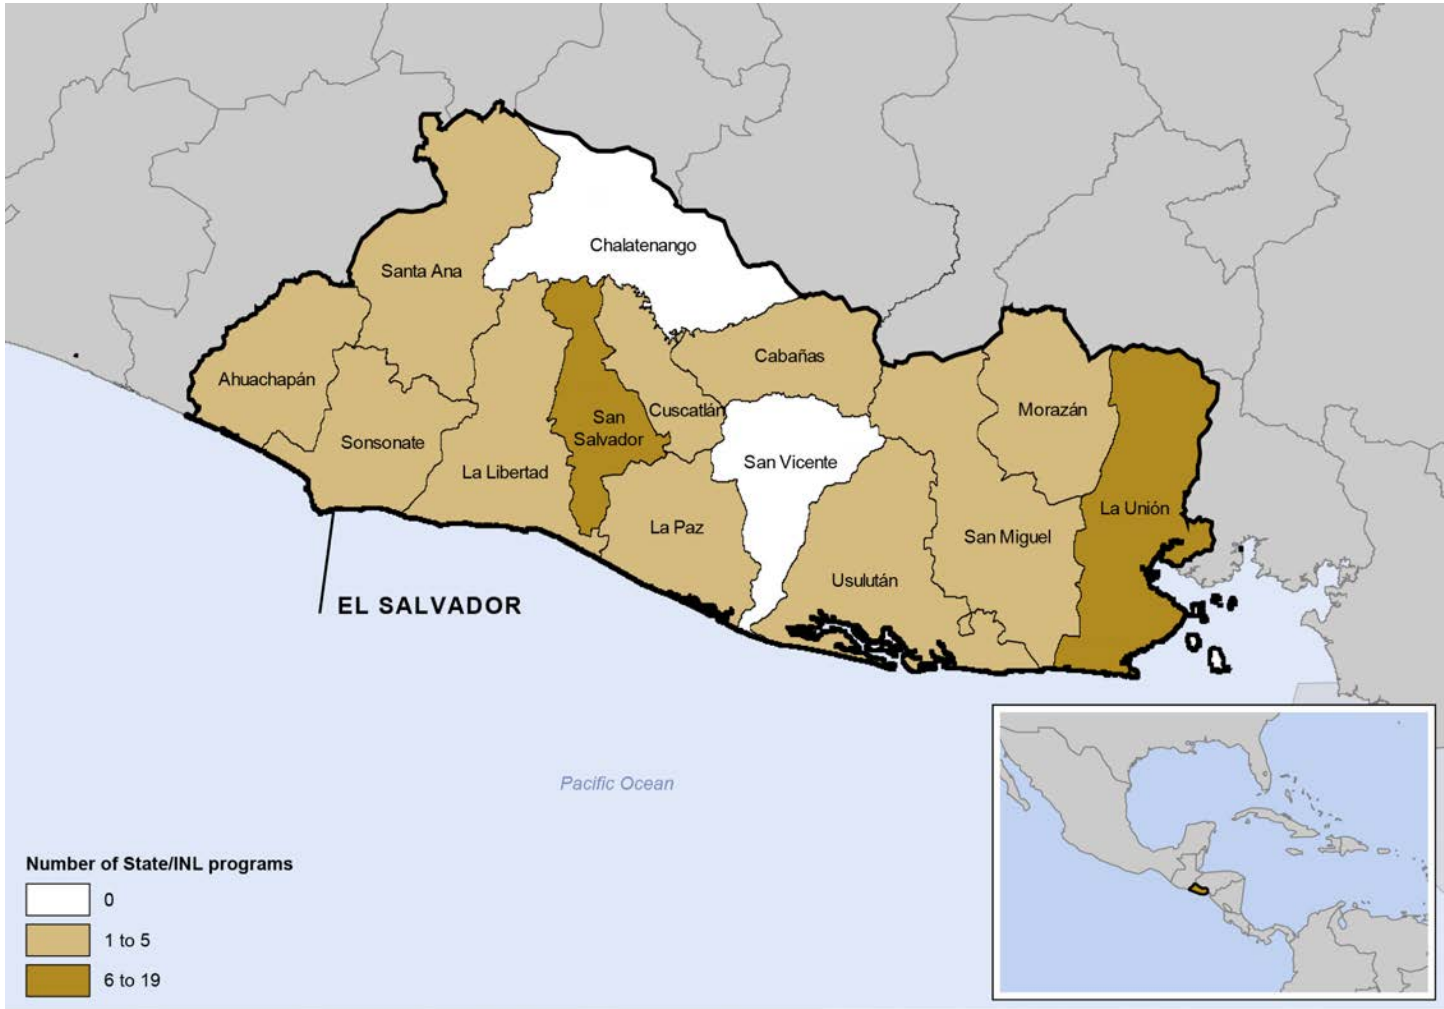 Chalatenango
Santa Ana
Cabañas
Ahuachapán
Cuscatlán
Morazán
San
Salvador
Sonsonate
La Libertad
San Vicente
La Unión
La Paz
San Miguel
Usulután
EL SALVADOR
Pacific Ocean
Number of State/INL programs
0
1 to 5
6 to 19